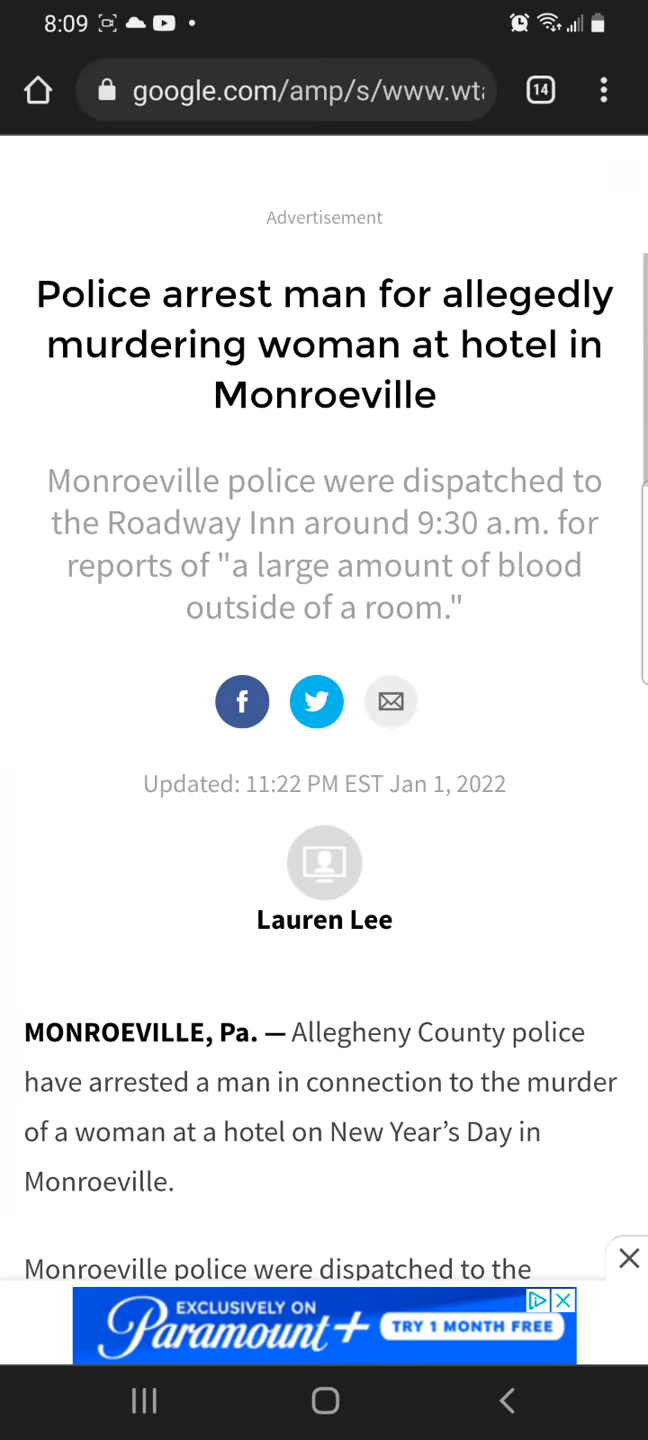 8:09
google.com/amp/s/www.wta
14
Advertisement
Police arrest man for allegedly
murdering woman at hotel in
Monroeville
Monroeville police were dispatched to
the Roadway Inn around 9:30 a.m. for
reports of "a large amount of blood
outside of a room."
Updated: 11:22 PM EST Jan 1, 2022
Lauren Lee
MONROEVILLE, Pa. — Allegheny County police
have arrested a man in connection to the murder
of a woman at a hotel on New Year’s Day in
Monroeville.
Monroeville police were dispatched to the
EXCLUSIVELY ON
Paramount+
TRY 1 MONTH FREE